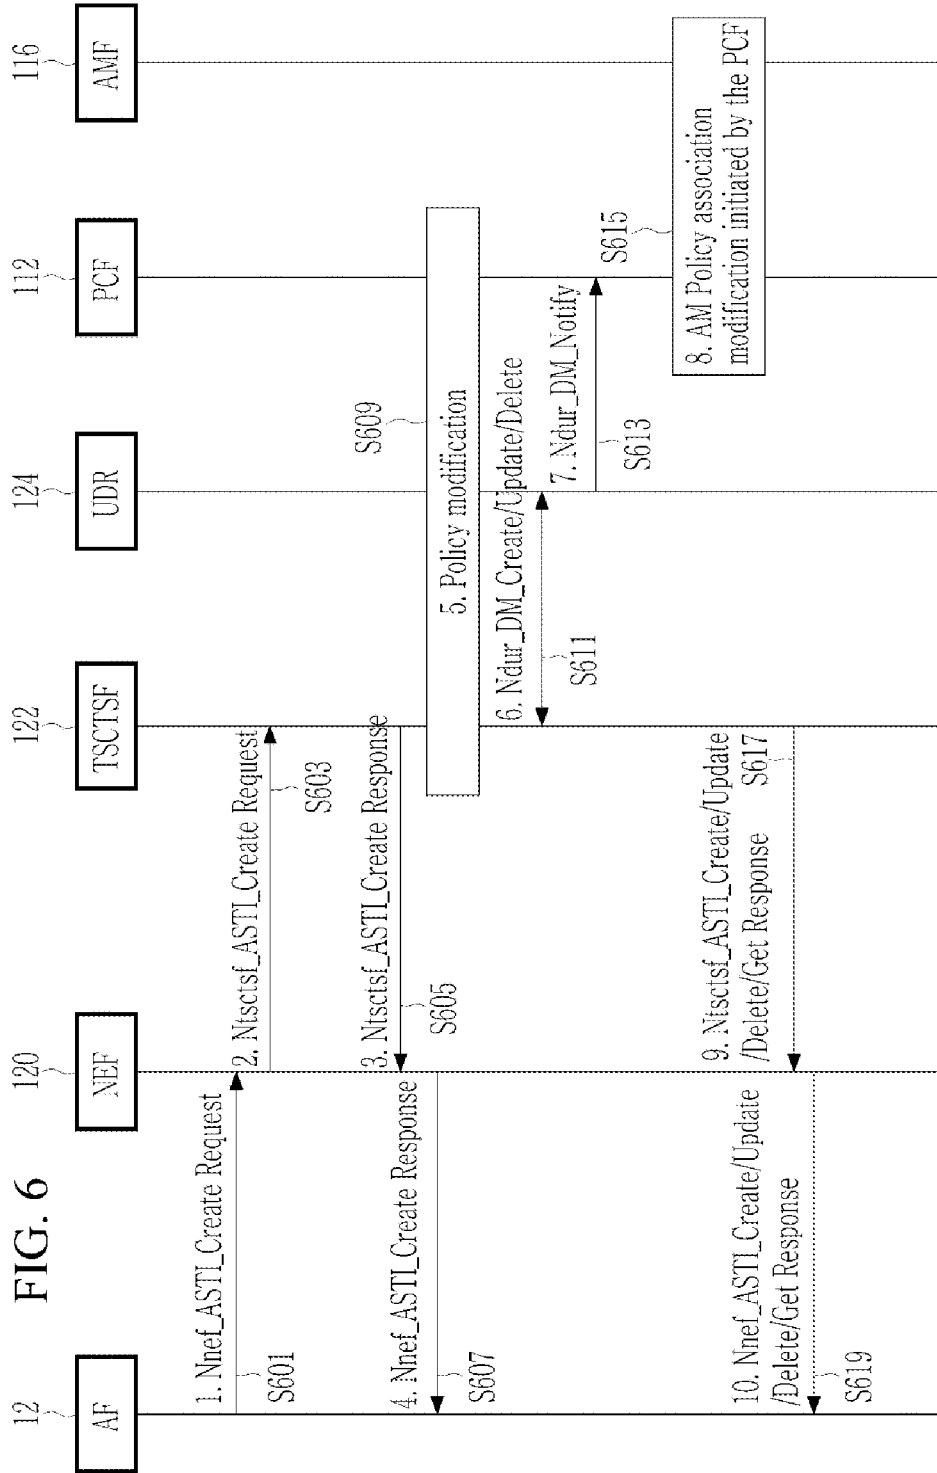 FIG. 6
12
120
122
124
112
116
AF
NEF
TSCTSF
UDR
PCF
AMF
1. Nnef_ASTI_Create Request
S601
2. Ntsctsf_ASTI_Create Request
S603
3. Ntsctsf_ASTI_Create Response
S605
4. Nnef_ASTI_Create Response
S607
S609
5. Policy modification
6. Ndur_DM_Create/Update/Delete
S611
7. Ndur_DM_Notify
S613
S615
8. AM Policy association
modification initiated by the PCF
9. Ntsctsf_ASTI_Create/Update
/Delete/Get Response
S617
10. Nnef_ASTI_Create/Update
/Delete/Get Response
S619